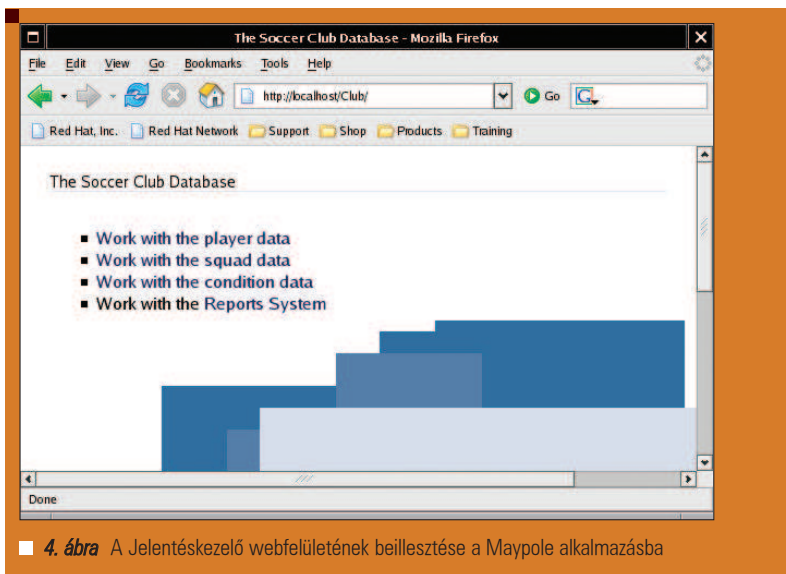 The Soccer Club Database - Mozilla Firefox
File Edit View Go Bookmarks Tools Help
http://localhost/Club/ Go G
Red Hat, Inc. Red Hat Network Support Shop Products Training
The Soccer Club Database
Work with the player data
Work with the squad data
Work with the condition data
Work with the Reports System
Done
4. ábra A Jelentéskezelő webfelületének beillesztése a Maypole alkalmazásba